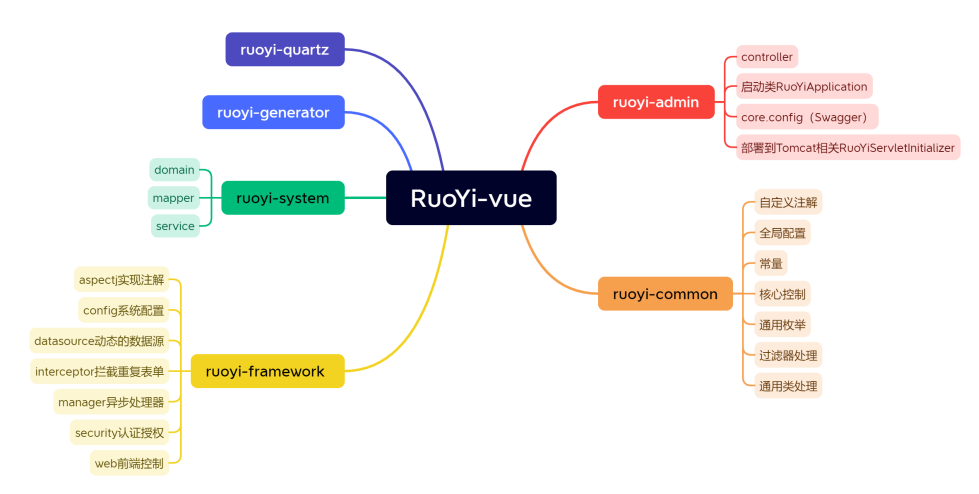 RuoYi-vue
ruoyi-admin
controller
启动类RuoYiApplication
core.config（Swagger）
部署到Tomcat相关RuoYiServletInitializer
ruoyi-common
自定义注解
全局配置
常量
核心控制
通用枚举
过滤器处理
通用类处理
ruoyi-quartz
ruoyi-generator
ruoyi-system
domain
mapper
service
ruoyi-framework
aspectj实现注解
config系统配置
datasource动态的数据源
interceptor拦截重复表单
manager异步处理器
security认证授权
web前端控制